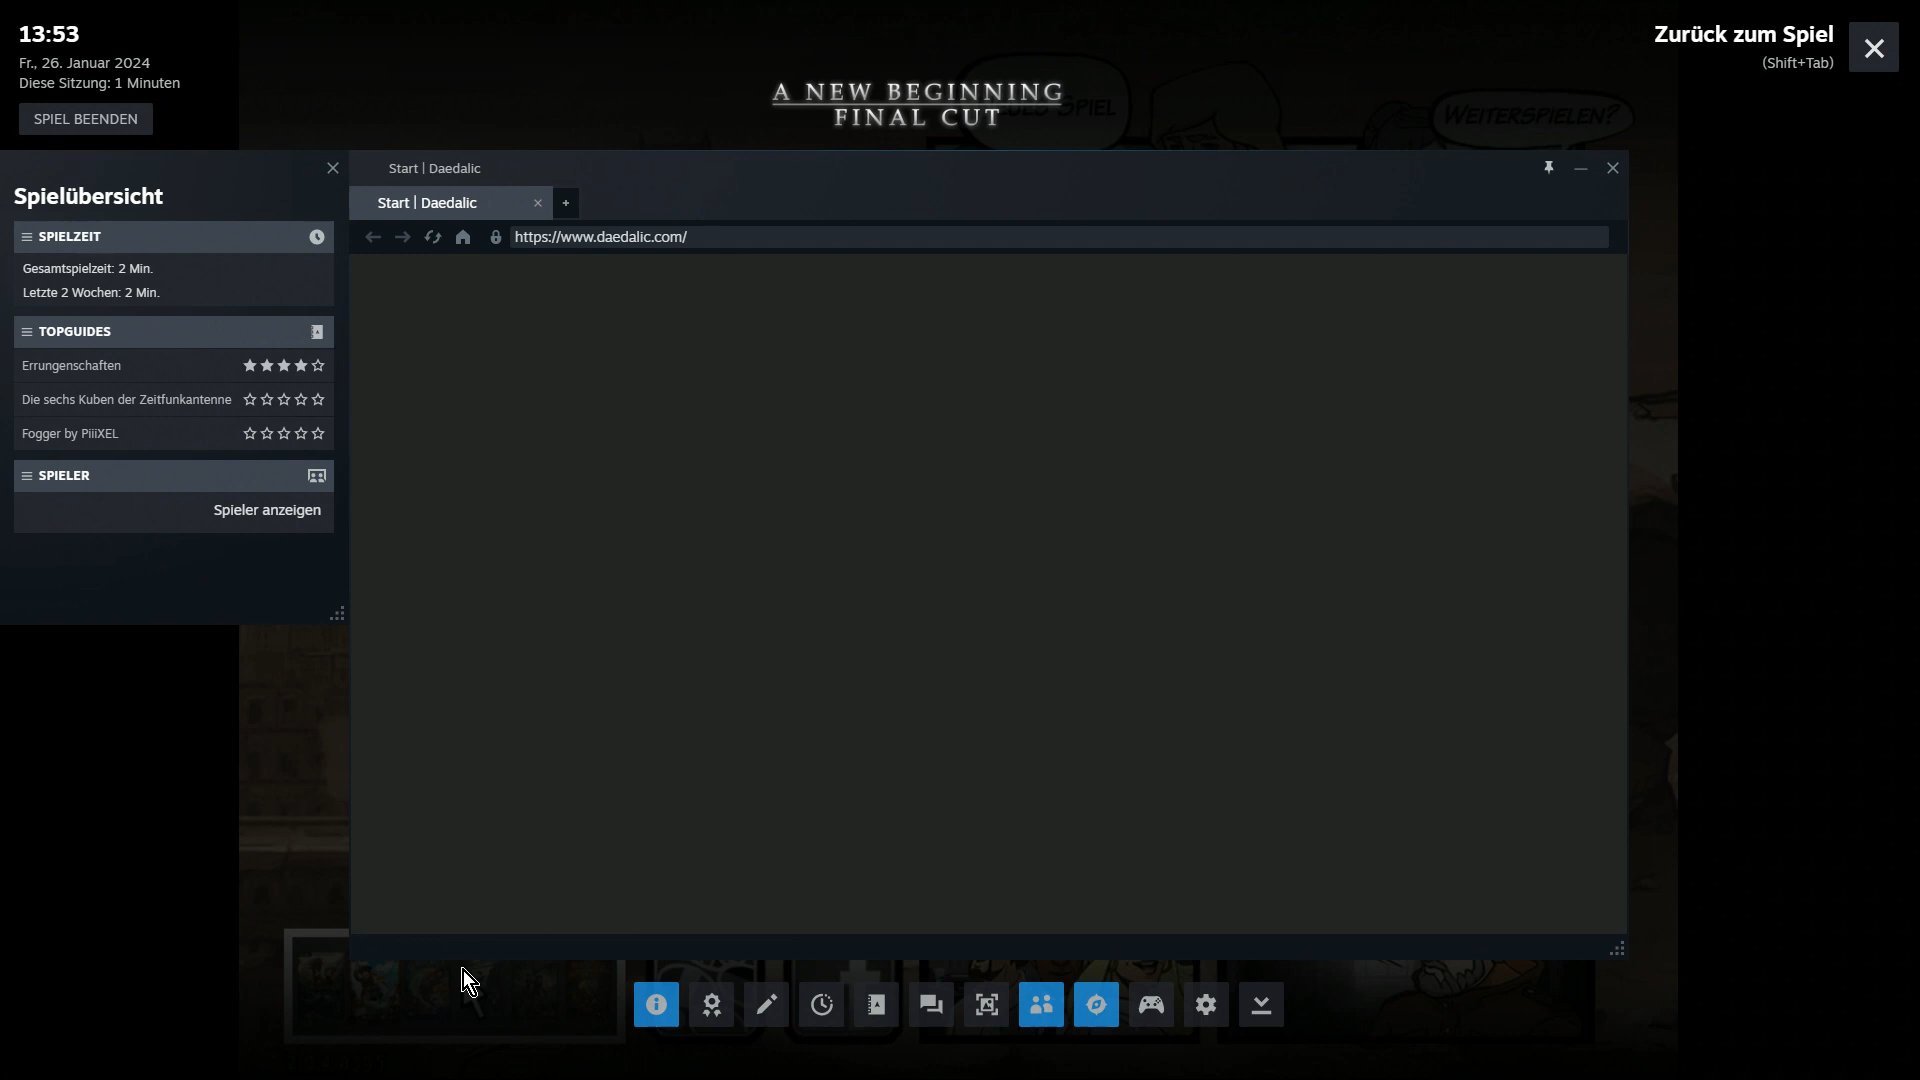 13:53
Fr., 26. Januar 2024
Diese Sitzung: 1 Minuten
SPIEL BEENDEN
Zurück zum Spiel
(Shift+Tab)
A NEW BEGINNING
FINAL CUT
SPIEL
WEITERSPIELEN?
Spielübersicht
SPIELZEIT
Gesamtspielzeit: 2 Min.
Letzte 2 Wochen: 2 Min.
TOPGUIDES
Errungenschaften
Die sechs Kuben der Zeitfunkantenne
Fogger by PiiiXEL
SPIELER
Spieler anzeigen
Start | Daedalic
Start | Daedalic
https://www.daedalic.com/